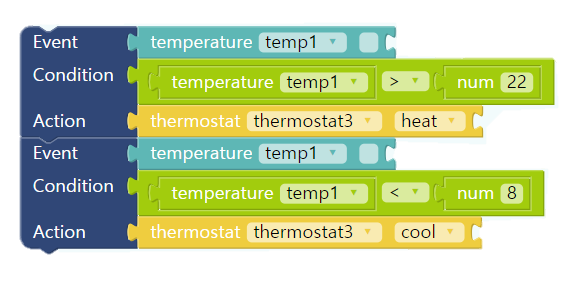 Event temperature temp1
Condition temperature temp1 > num 22
Action thermostat thermostat3 heat
Event temperature temp1
Condition temperature temp1 < num 8
Action thermostat thermostat3 cool